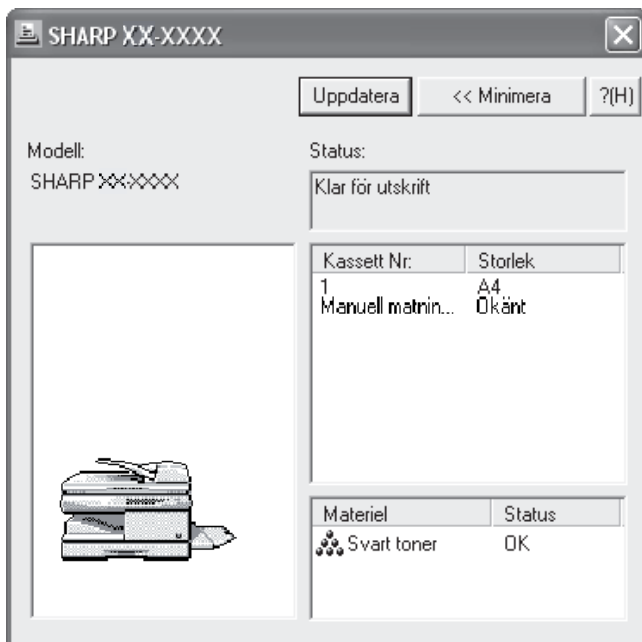 SHARP XX-XXXX
Uppdatera << Minimera ?(H)
Modell:
SHARP XX-XXXX
Status:
Klar för utskrift
Kassett Nr: Storlek
1 A4
Manuell matnin... Okänt
Materiel Status
Svart toner OK